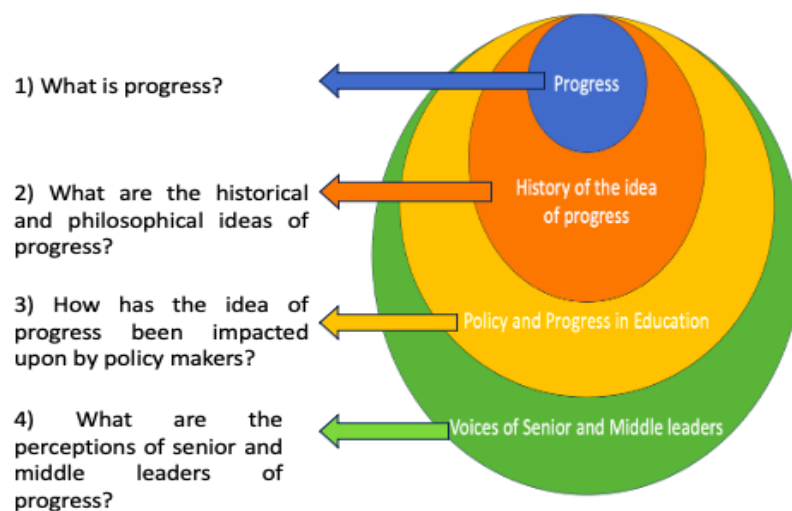 1) What is progress?
Progress
2) What are the historical
and philosophical ideas of
progress?
History of the idea
of progress
3) How has the idea of
progress been impacted
upon by policy makers?
Policy and Progress in Education
4) What are the
perceptions of senior and
middle leaders of
progress?
Voices of Senior and Middle leaders